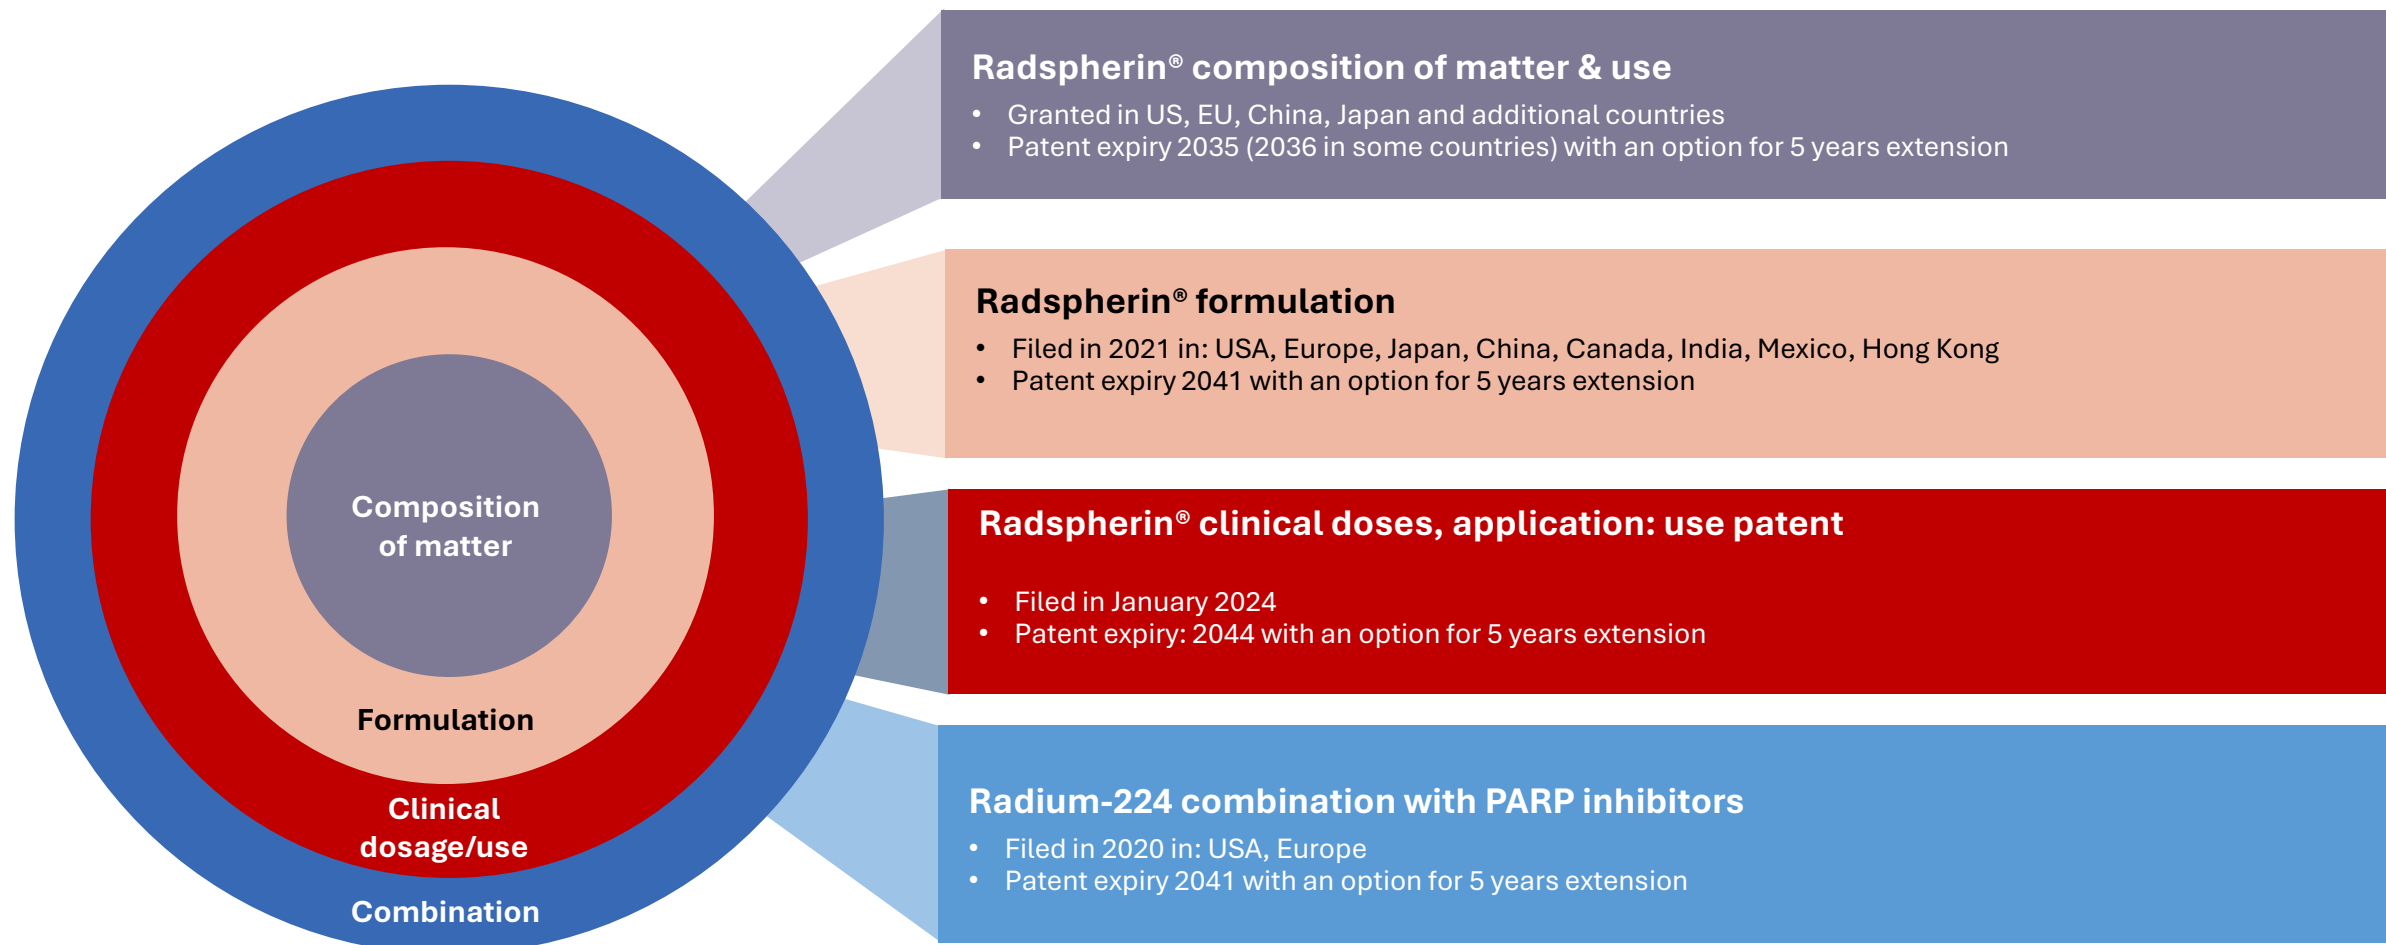 Composition
of matter
Formulation
Clinical
dosage/use
Combination
Radspherin® composition of matter & use
• Granted in US, EU, China, Japan and additional countries
• Patent expiry 2035 (2036 in some countries) with an option for 5 years extension
Radspherin® formulation
• Filed in 2021 in: USA, Europe, Japan, China, Canada, India, Mexico, Hong Kong
• Patent expiry 2041 with an option for 5 years extension
Radspherin® clinical doses, application: use patent
• Filed in January 2024
• Patent expiry: 2044 with an option for 5 years extension
Radium-224 combination with PARP inhibitors
• Filed in 2020 in: USA, Europe
• Patent expiry 2041 with an option for 5 years extension